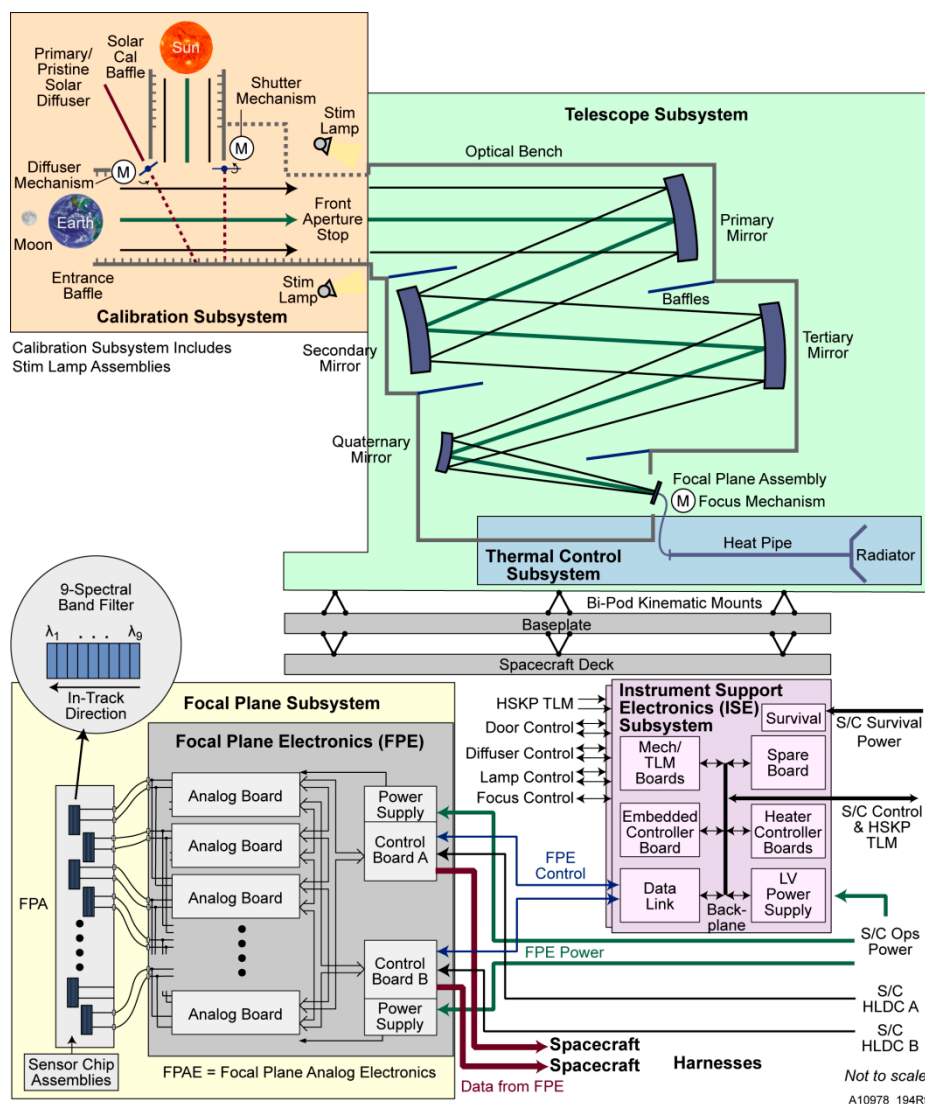 Sun
Solar
Cal
Baffle
Primary/
Pristine
Solar
Diffuser
Shutter
Mechanism
M
Stim
Lamp
Diffuser
Mechanism
M
Earth
Moon
Front
Aperture
Stop
Entrance
Baffle
Stim
Lamp
Calibration Subsystem
Calibration Subsystem Includes
Stim Lamp Assemblies
Telescope Subsystem
Optical Bench
Primary
Mirror
Baffles
Secondary
Mirror
Tertiary
Mirror
Quaternary
Mirror
Focal Plane Assembly
M
Focus Mechanism
Thermal Control
Subsystem
Heat Pipe
Radiator
Bi-Pod Kinematic Mounts
Baseplate
Spacecraft Deck
9-Spectral
Band Filter
λ1 . . . λ9
In-Track
Direction
Focal Plane Subsystem
Focal Plane Electronics (FPE)
Analog Board
Analog Board
Analog Board
Analog Board
Power
Supply
Control
Board A
Control
Board B
Power
Supply
FPA
Sensor Chip
Assemblies
FPAE = Focal Plane Analog Electronics
HSKP TLM
Door Control
Diffuser Control
Lamp Control
Focus Control
Instrument Support
Electronics (ISE)
Subsystem
Survival
Mech/
TLM
Boards
Spare
Board
Embedded
Controller
Board
Heater
Controller
Boards
Data
Link
Back-
plane
LV
Power
Supply
S/C Survival
Power
S/C Control
& HSKP
TLM
S/C Ops
Power
FPE
Control
FPE Power
S/C
HLDC A
S/C
HLDC B
Spacecraft
Spacecraft
Data from FPE
Harnesses
Not to scale